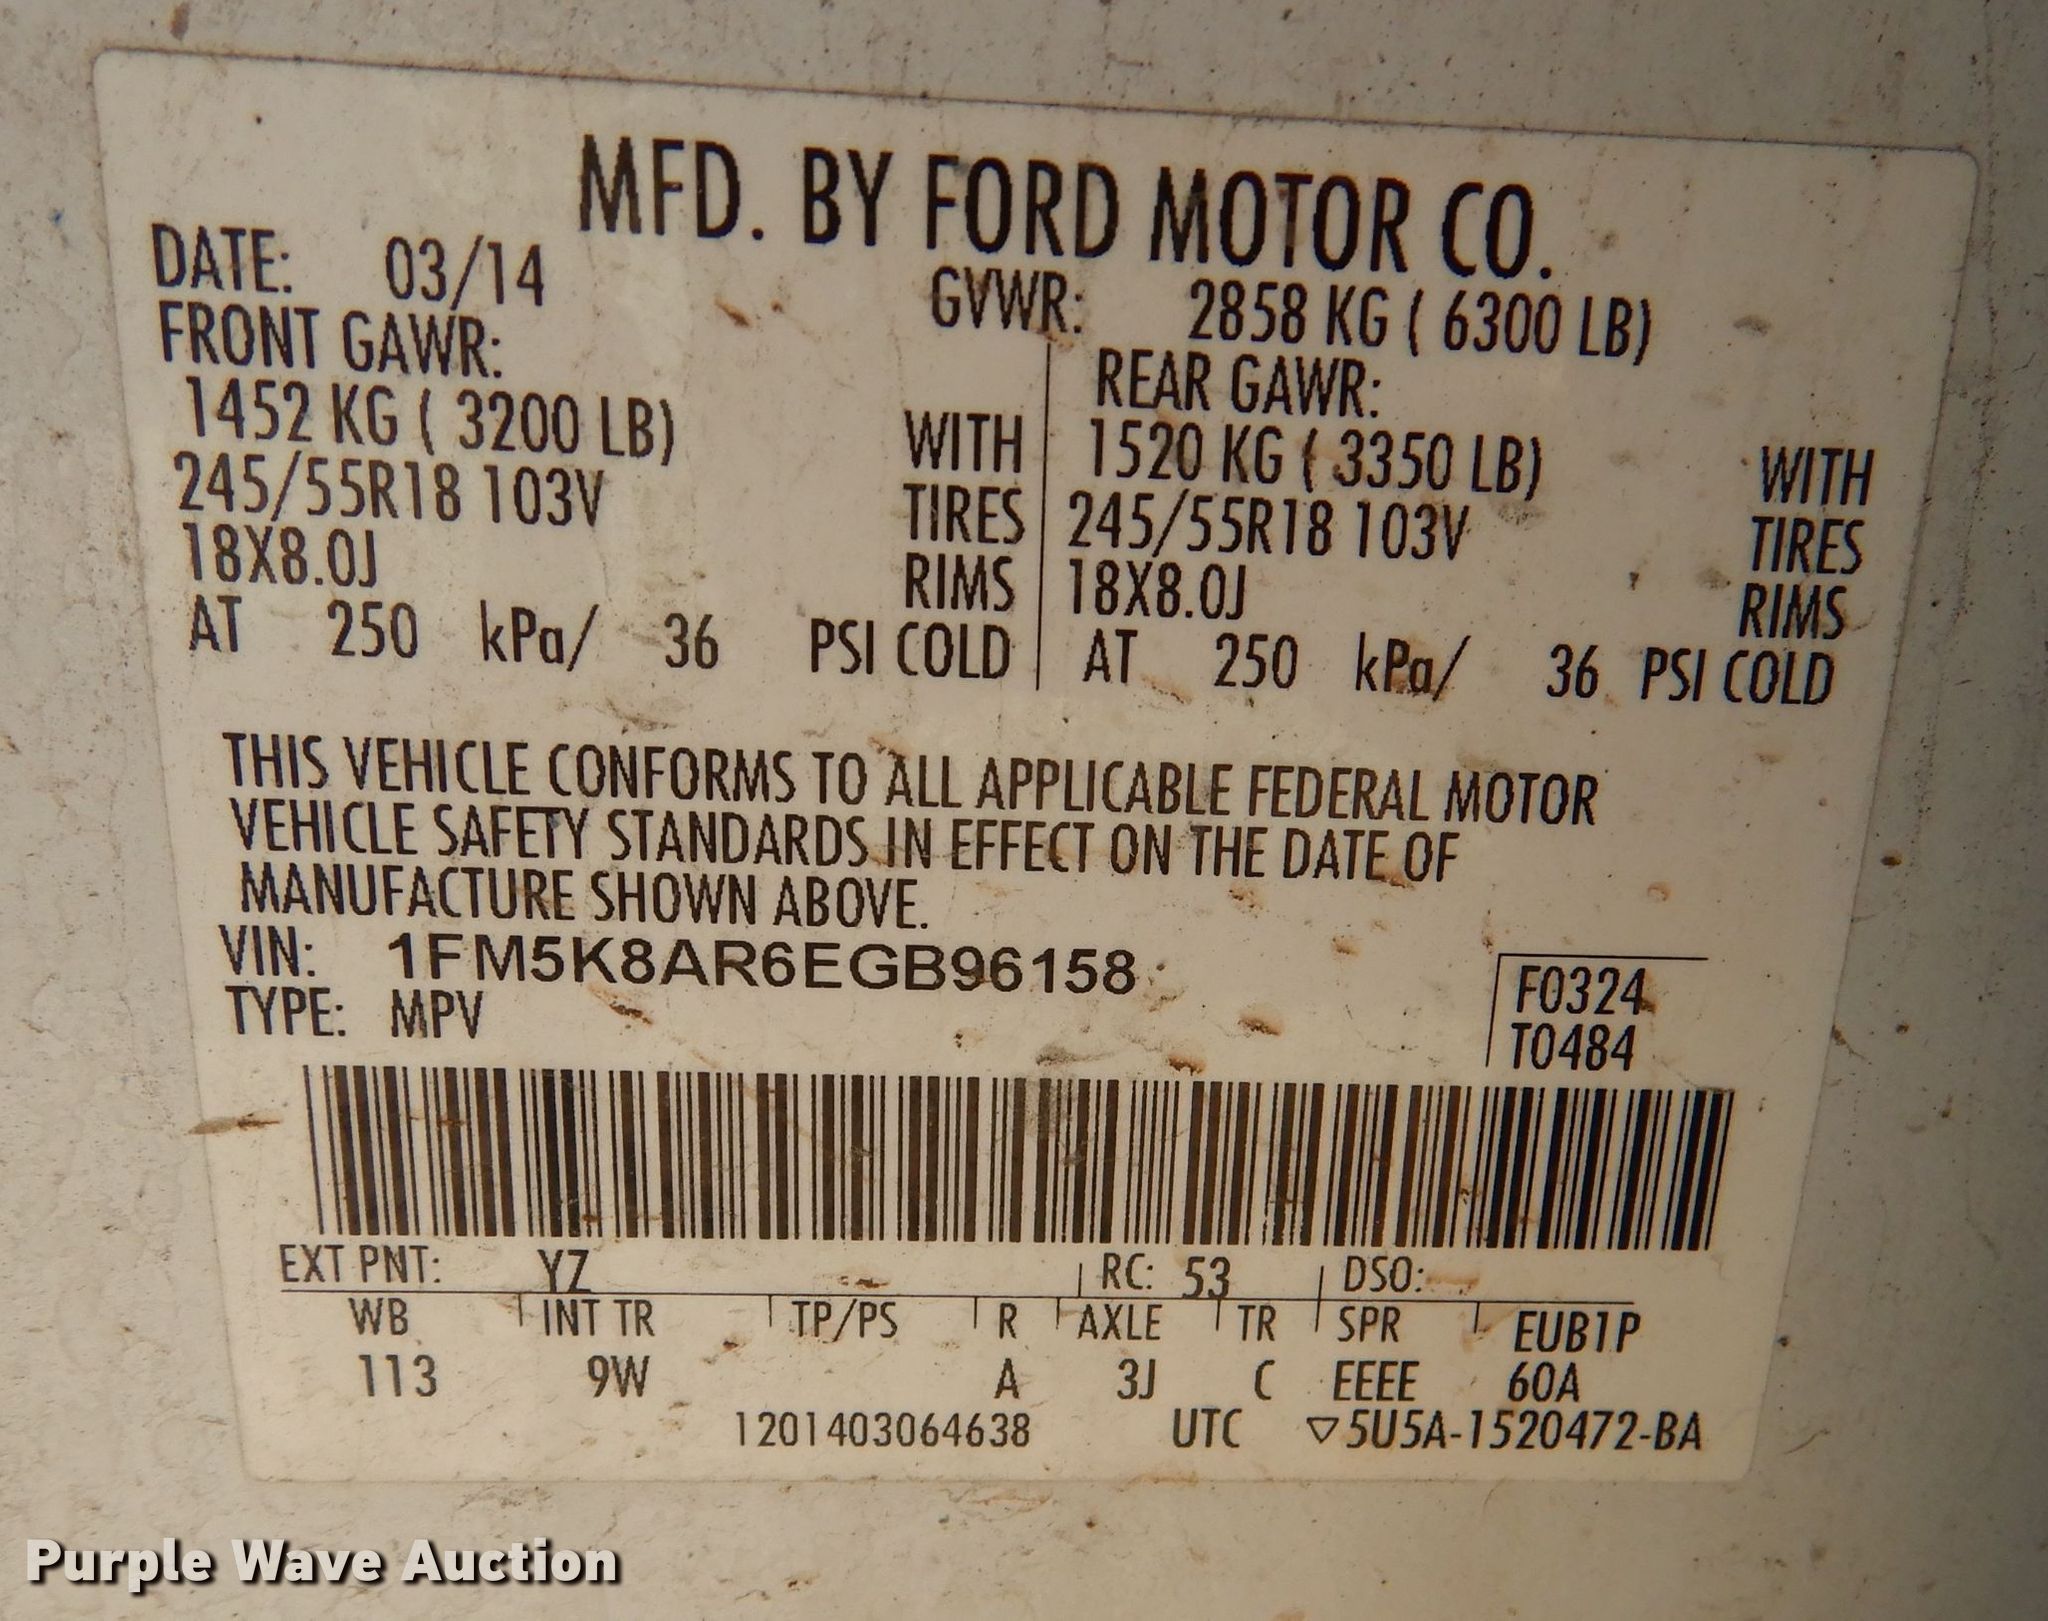 MFD. BY FORD MOTOR CO.
DATE: 03/14 GVWR: 2858 KG ( 6300 LB)
FRONT GAWR: REAR GAWR:
1452 KG ( 3200 LB) WITH 1520 KG ( 3350 LB) WITH
245/55R18 103V TIRES 245/55R18 103V TIRES
18X8.0J RIMS 18X8.0J RIMS
AT 250 kPa/ 36 PSI COLD AT 250 kPa/ 36 PSI COLD
THIS VEHICLE CONFORMS TO ALL APPLICABLE FEDERAL MOTOR
VEHICLE SAFETY STANDARDS IN EFFECT ON THE DATE OF
MANUFACTURE SHOWN ABOVE.
VIN: 1FM5K8AR6EGB96158
TYPE: MPV
F0324
T0484
EXT PNT: YZ RC: 53 DSO:
WB INT TR TP/PS R AXLE TR SPR EUB1P
113 9W A 3J C EEEE 60A
1201403064638 UTC ▽5U5A-1520472-BA
Purple Wave Auction